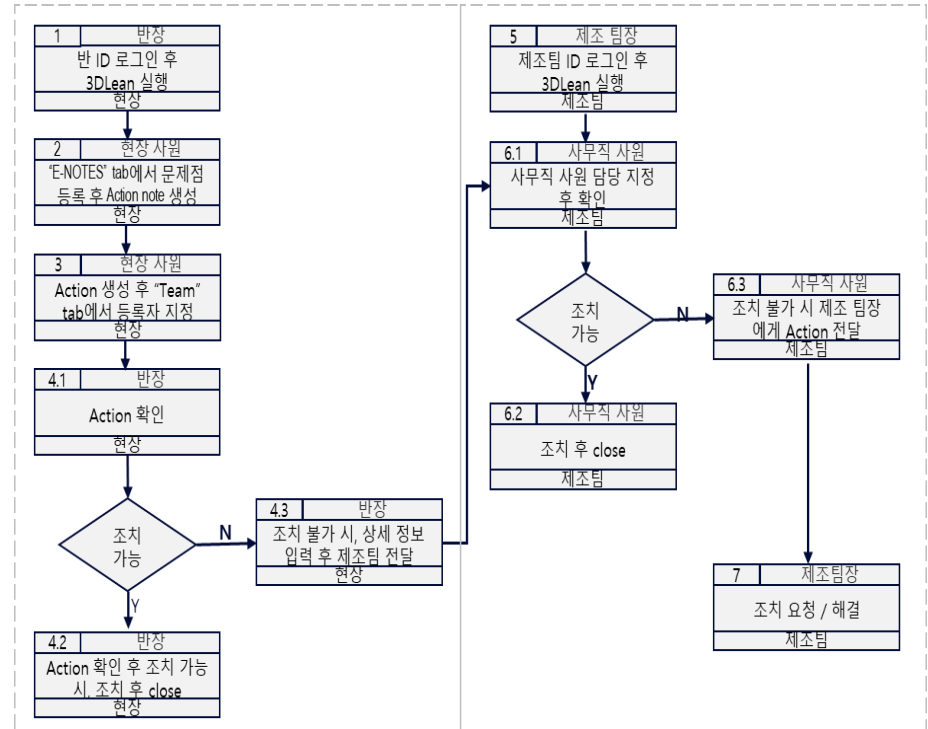 1 반장
반 ID 로그인 후
3DLean 실행
현상
2 현장 사원
“E-NOTES” tab에서 문제점
등록 후 Action note 생성
현상
3 현장 사원
Action 생성 후 “Team”
tab에서 등록자 지정
현상
4.1 반장
Action 확인
현상
조치
가능
N
Y
4.2 반장
Action 확인 후 조치 가능
시, 조치 후 close
현상
4.3 반장
조치 불가 시, 상세 정보
입력 후 제조팀 전달
현상
5 제조 팀장
제조팀 ID 로그인 후
3DLean 실행
제조팀
6.1 사무직 사원
사무직 사원 담당 지정
후 확인
제조팀
조치
가능
N
Y
6.2 사무직 사원
조치 후 close
제조팀
6.3 사무직 사원
조치 불가 시 제조 팀장
에게 Action 전달
제조팀
7 제조팀장
조치 요청 / 해결
제조팀